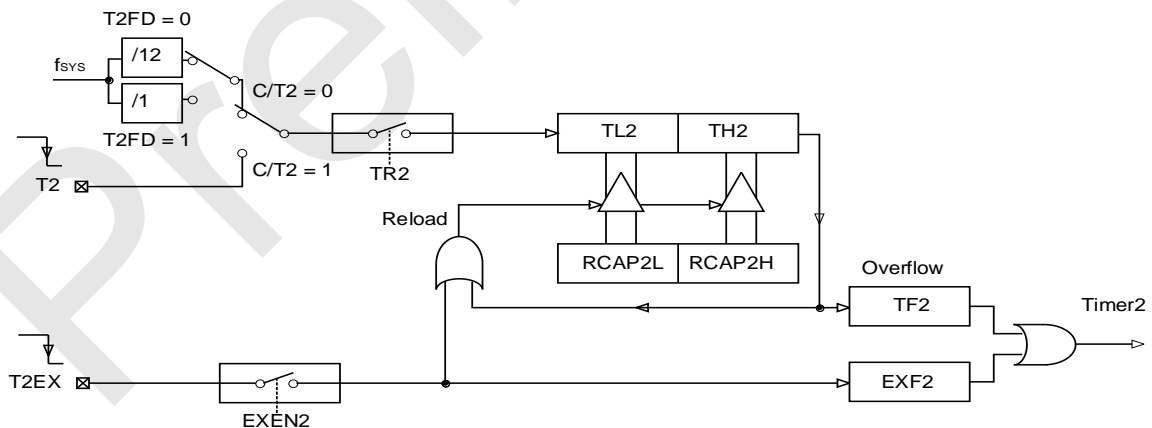 T2FD = 0
/12
fSYS
/1
T2FD = 1
C/T2 = 0
C/T2 = 1
T2
TR2
TL2
TH2
Reload
RCAP2L
RCAP2H
Overflow
TF2
Timer2
T2EX
EXEN2
EXF2